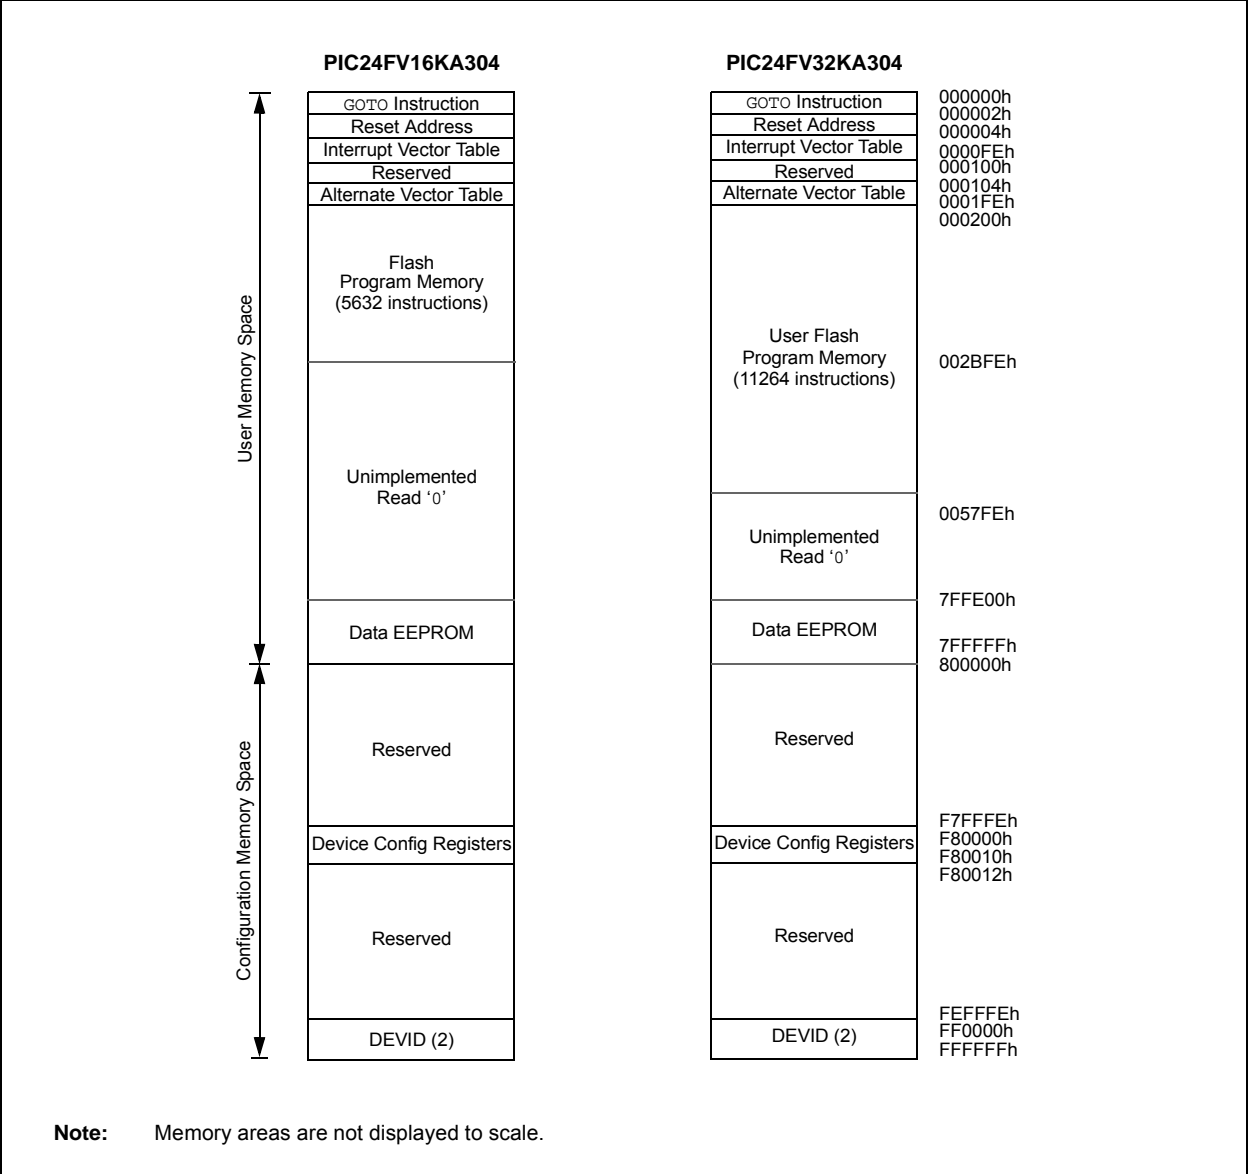 PIC24FV16KA304
GOTO Instruction
Reset Address
Interrupt Vector Table
Reserved
Alternate Vector Table
Flash
Program Memory
(5632 instructions)
Unimplemented
Read ‘0’
Data EEPROM
Reserved
Device Config Registers
Reserved
DEVID (2)
User Memory Space
Configuration Memory Space
PIC24FV32KA304
GOTO Instruction
Reset Address
Interrupt Vector Table
Reserved
Alternate Vector Table
User Flash
Program Memory
(11264 instructions)
Unimplemented
Read ‘0’
Data EEPROM
Reserved
Device Config Registers
Reserved
DEVID (2)
000000h
000002h
000004h
0000FEh
000100h
000104h
0001FEh
000200h
002BFEh
0057FEh
7FFE00h
7FFFFFh
800000h
F7FFFEh
F80000h
F80010h
F80012h
FEFFFEh
FF0000h
FFFFFFh
Note: Memory areas are not displayed to scale.